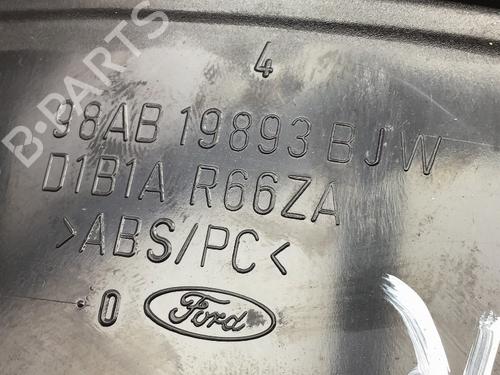 B-PARTS
4
98AB 19893 BJW
D1B1A R66ZA
>ABS/PC<
0 Ford